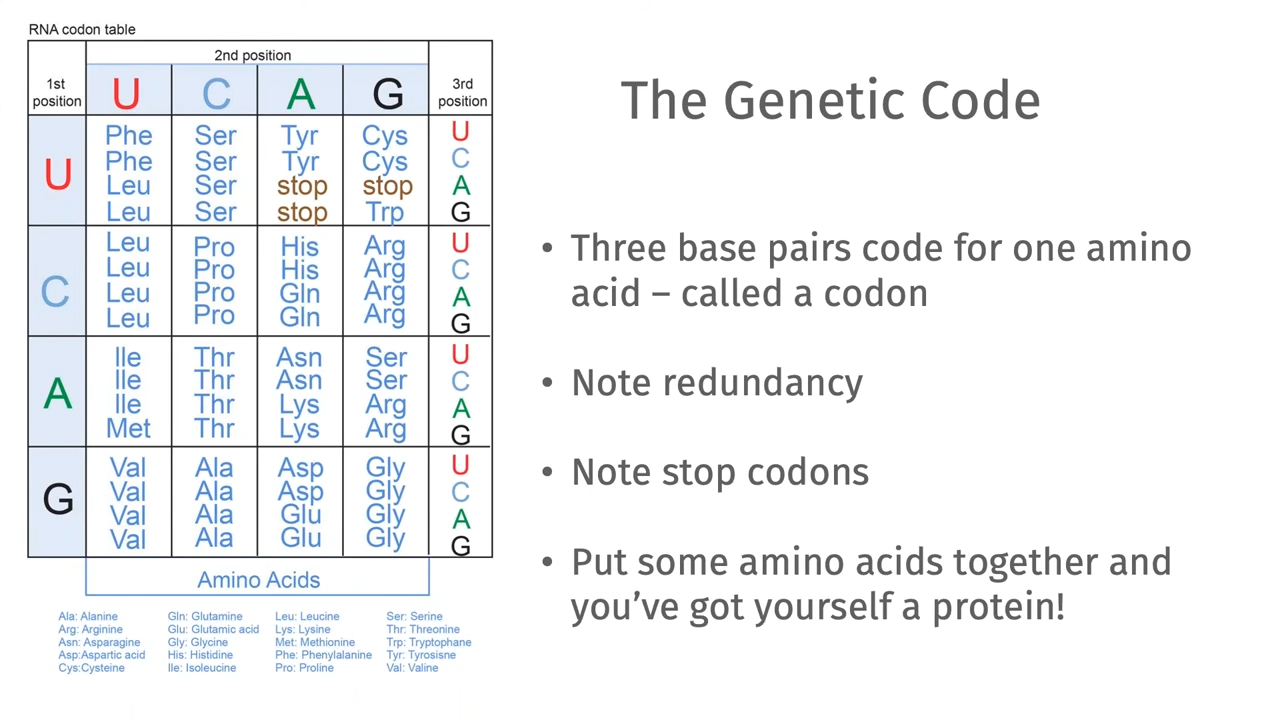 RNA codon table
2nd position
1st
position
U C A G
3rd
position
U
Phe Ser Tyr Cys U
Phe Ser Tyr Cys C
Leu Ser stop stop A
Leu Ser stop Trp G
C
Leu Pro His Arg U
Leu Pro His Arg C
Leu Pro Gln Arg A
Leu Pro Gln Arg G
A
Ile Thr Asn Ser U
Ile Thr Asn Ser C
Ile Thr Lys Arg A
Met Thr Lys Arg G
G
Val Ala Asp Gly U
Val Ala Asp Gly C
Val Ala Glu Gly A
Val Ala Glu Gly G
Amino Acids
Ala: Alanine Gln: Glutamine Leu: Leucine Ser: Serine
Arg: Arginine Glu: Glutamic acid Lys: Lysine Thr: Threonine
Asn: Asparagine Gly: Glycine Met: Methionine Trp: Tryptophane
Asp:Aspartic acid His: Histidine Phe: Phenylalanine Tyr: Tyrosisne
Cys:Cysteine Ile: Isoleucine Pro: Proline Val: Valine
The Genetic Code
• Three base pairs code for one amino
acid – called a codon
• Note redundancy
• Note stop codons
• Put some amino acids together and
you’ve got yourself a protein!